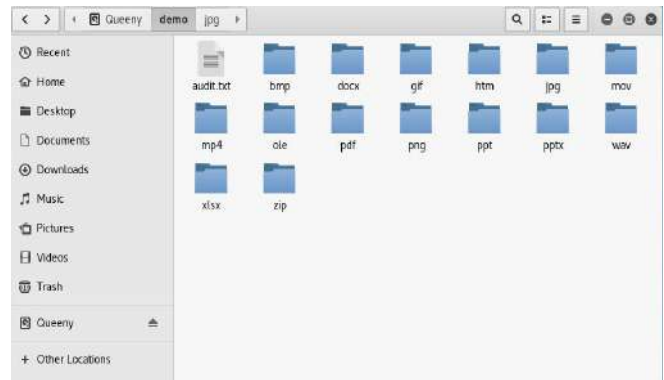 Queeny demo jpg
Recent
Home
Desktop
Documents
Downloads
Music
Pictures
Videos
Trash
Queeny
+ Other Locations
audit.txt bmp docx gif htm jpg mov
mp4 ole pdf png ppt pptx wav
xlsx zip